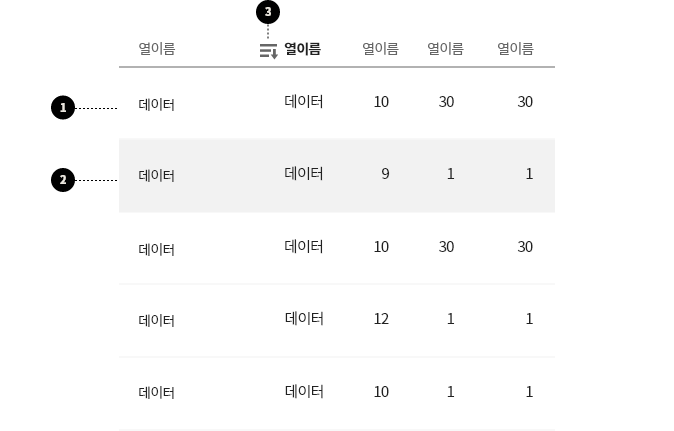 3
열이름 열이름 열이름 열이름 열이름
1 데이터 데이터 10 30 30
2 데이터 데이터 9 1 1
데이터 데이터 10 30 30
데이터 데이터 12 1 1
데이터 데이터 10 1 1